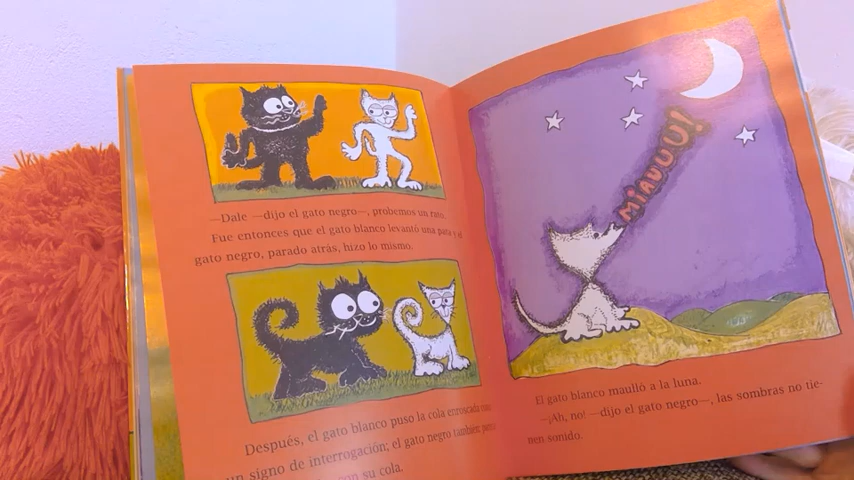 —Dale —dijo el gato negro—, probemos un rato.
Fue entonces que el gato blanco levantó una pata y el
gato negro, parado atrás, hizo lo mismo.
Después, el gato blanco puso la cola enroscada como
un signo de interrogación; el gato negro también
su cola.
MIAUUU!
El gato blanco maulló a la luna.
—¡Ah, no! —dijo el gato negro—, las sombras no tie-
nen sonido.